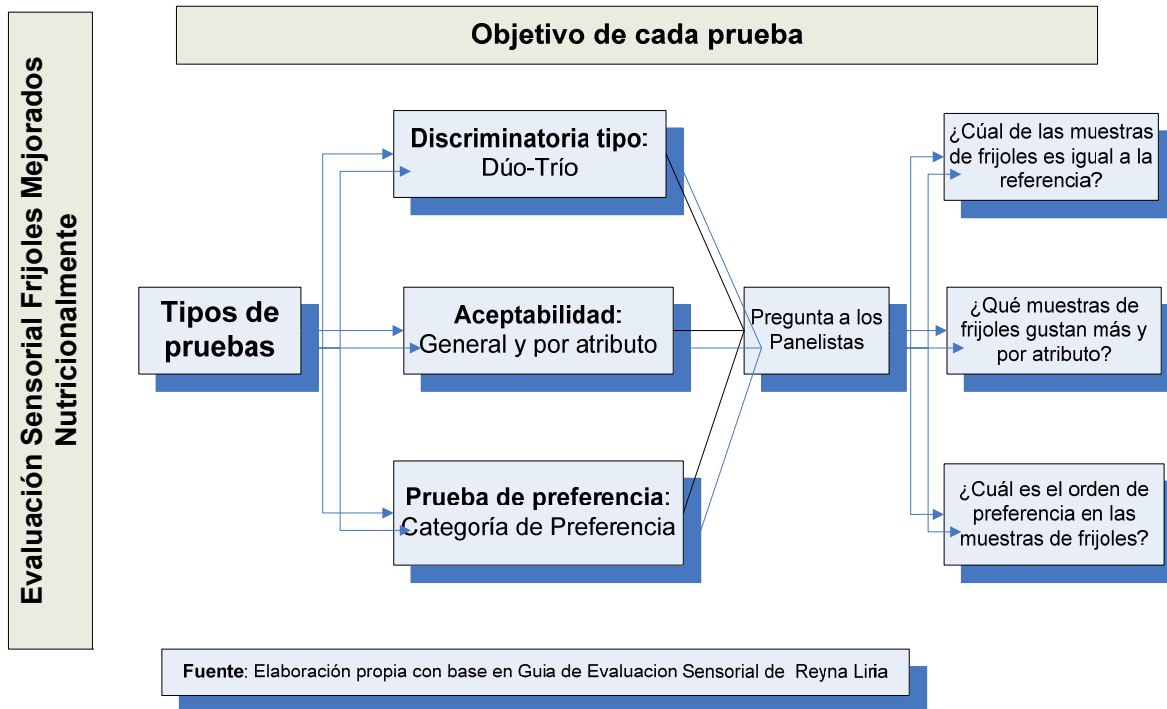 Objetivo de cada prueba
Evaluación Sensorial Frijoles Mejorados
Nutricionalmente
Tipos de
pruebas
Discriminatoria tipo:
Dúo-Trío
Aceptabilidad:
General y por atributo
Prueba de preferencia:
Categoría de Preferencia
Pregunta a los
Panelistas
¿Cúal de las muestras
de frijoles es igual a la
referencia?
¿Qué muestras de
frijoles gustan más y
por atributo?
¿Cuál es el orden de
preferencia en las
muestras de frijoles?
Fuente: Elaboración propia con base en Guia de Evaluacion Sensorial de Reyna Liria